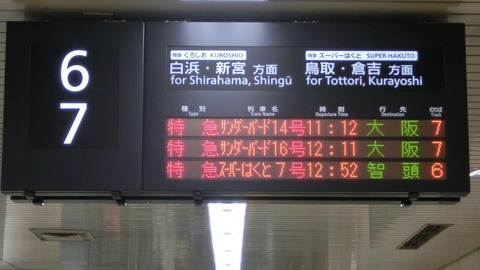 6
7
特急 くろしお KUROSHIO
白浜・新宮 方面
for Shirahama, Shingū
特急 スーパーはくと SUPER HAKUTO
鳥取・倉吉 方面
for Tottori, Kurayoshi
種別 列車名 時刻 行先 のりば
Type Train Name Departure Time Destination Track
特急 サンダーバード14号 11:12 大阪 7
特急 サンダーバード16号 12:11 大阪 7
特急 スーパーはくと7号 12:52 智頭 6